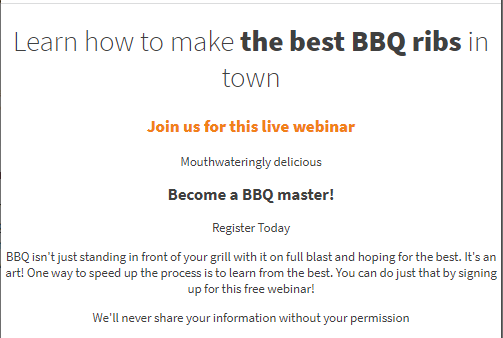 Learn how to make the best BBQ ribs in
town
Join us for this live webinar
Mouthwateringly delicious
Become a BBQ master!
Register Today
BBQ isn't just standing in front of your grill with it on full blast and hoping for the best. It's an
art! One way to speed up the process is to learn from the best. You can do just that by signing
up for this free webinar!
We'll never share your information without your permission